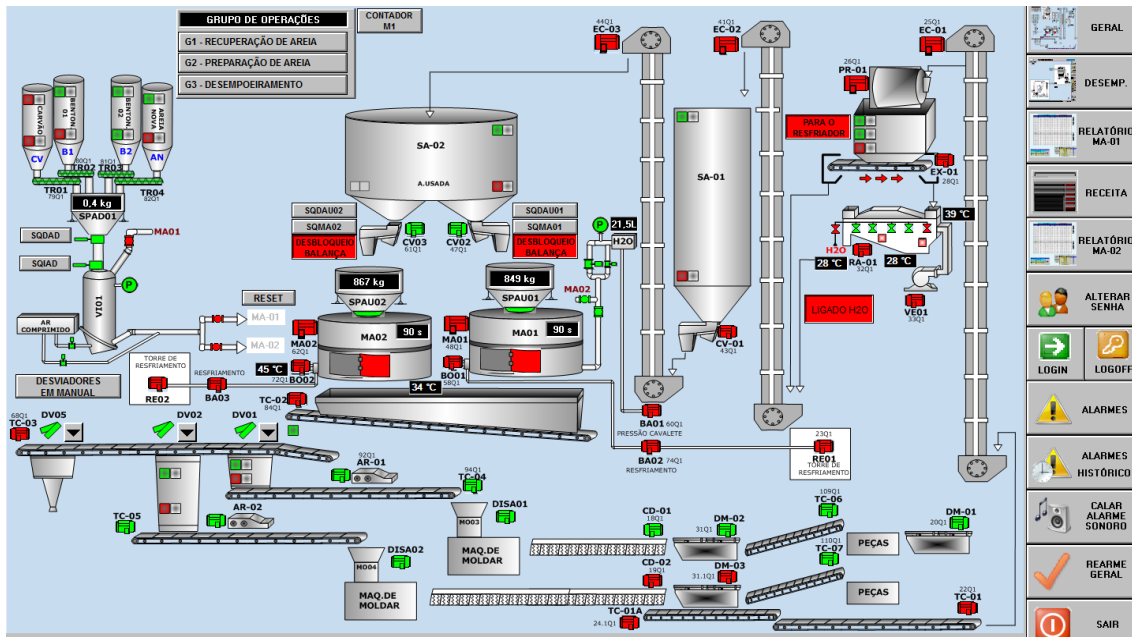 GRUPO DE OPERAÇÕES
G1 - RECUPERAÇÃO DE AREIA
G2 - PREPARAÇÃO DE AREIA
G3 - DESEMPOEIRAMENTO
CONTADOR
M1
44Q1
EC-03
41Q1
EC-02
25Q1
EC-01
26Q1
PR-01
CARVÃO
BENTON
01
BENTON
02
AREIA
NOVA
CV
B1
B2
AN
80Q1
TR02
81Q1
TR03
TR01
79Q1
TR04
82Q1
0,4 kg
SPAD01
SQDAD
SQIAD
MA01
P
VI01
AR
COMPRIMIDO
DESVIADORES
EM MANUAL
RESET
MA-01
MA-02
SA-02
A.USADA
SQDAU02
SQMA02
DESBLOQUEIO
BALANÇA
CV03
61Q1
CV02
47Q1
SQDAU01
SQMA01
DESBLOQUEIO
BALANÇA
P
21,5L
H2O
MA02
867 kg
SPAU02
849 kg
SPAU01
MA02
62Q1
MA02
90 s
MA01
48Q1
MA01
90 s
45 °C
72Q1
BO02
BO01
58Q1
34 °C
TORRE DE
RESFRIAMENTO
RE02
RESFRIAMENTO
BA03
TC-02
84Q1
SA-01
CV-01
43Q1
PARA O
RESFRIADOR
EX-01
28Q1
39 °C
H2O
28 °C
RA-01
32Q1
28 °C
VE01
33Q1
LIGADO H2O
BA01
60Q1
PRESSÃO CAVALETE
BA02
74Q1
RESFRIAMENTO
23Q1
RE01
TORRE DE
RESFRIAMENTO
68Q1
TC-03
DV05
DV02
DV01
92Q1
AR-01
94Q1
TC-04
TC-05
AR-02
DISA01
MO03
MAQ.DE
MOLDAR
DISA02
MO04
MAQ.DE
MOLDAR
CD-01
18Q1
31Q1
DM-02
109Q1
TC-06
PEÇAS
20Q1
DM-01
CD-02
19Q1
31.1Q1
DM-03
110Q1
TC-07
PEÇAS
TC-01A
24.1Q1
22Q1
TC-01
GERAL
DESEMP.
RELATÓRIO
MA-01
RECEITA
RELATÓRIO
MA-02
ALTERAR
SENHA
LOGIN
LOGOFF
ALARMES
ALARMES
HISTÓRICO
CALAR
ALARME
SONORO
REARME
GERAL
SAIR